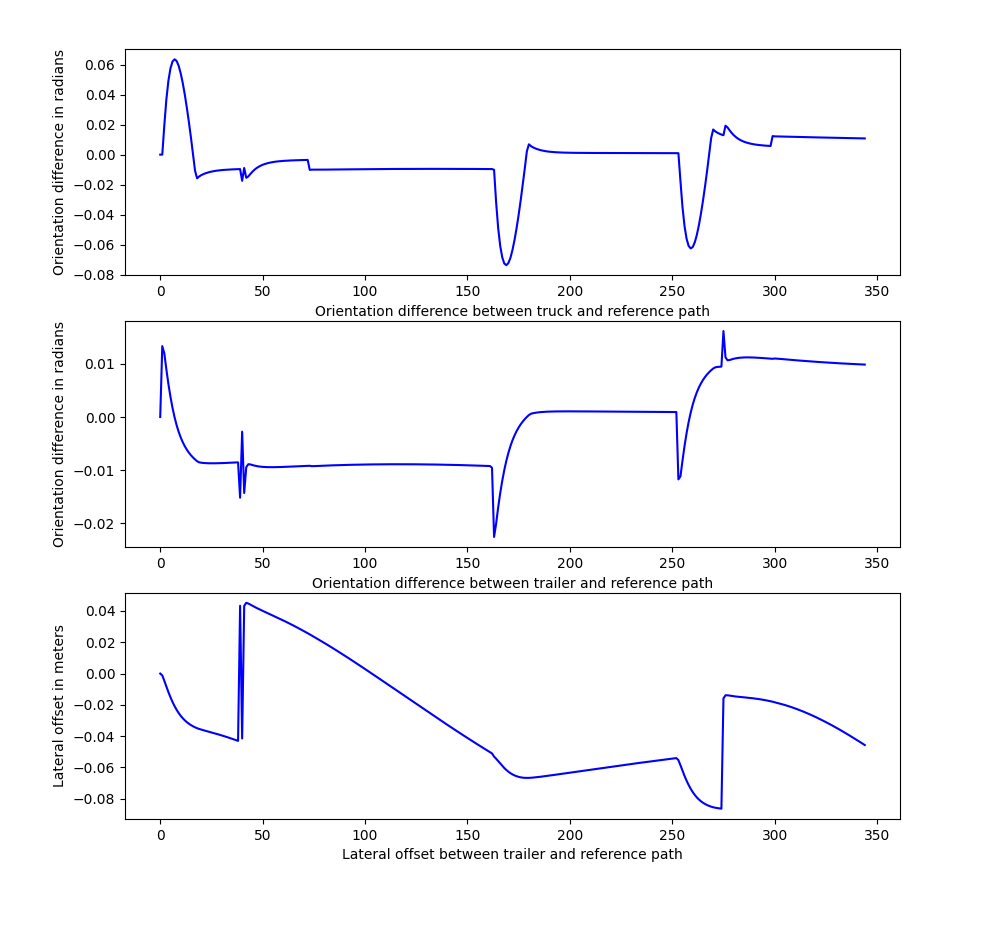 Orientation difference in radians
0.06
0.04
0.02
0.00
−0.02
−0.04
−0.06
−0.08
0 50 100 150 200 250 300 350
Orientation difference between truck and reference path
Orientation difference in radians
0.01
0.00
−0.01
−0.02
0 50 100 150 200 250 300 350
Orientation difference between trailer and reference path
Lateral offset in meters
0.04
0.02
0.00
−0.02
−0.04
−0.06
−0.08
0 50 100 150 200 250 300 350
Lateral offset between trailer and reference path